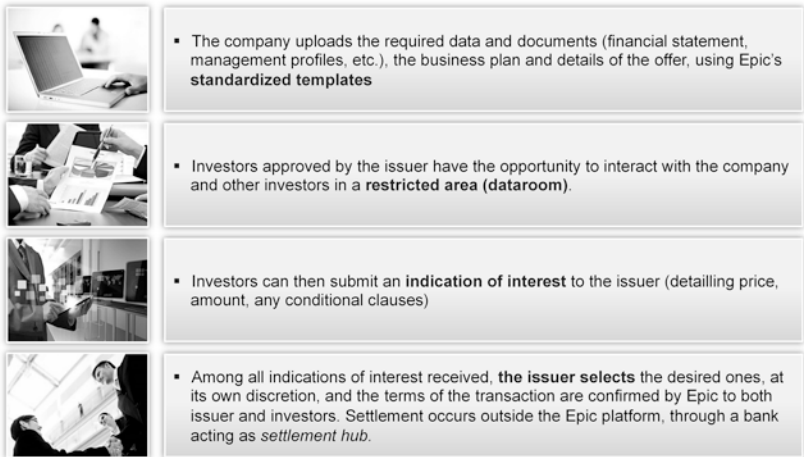 ▪ The company uploads the required data and documents (financial statement,
management profiles, etc.), the business plan and details of the offer, using Epic's
standardized templates
▪ Investors approved by the issuer have the opportunity to interact with the company
and other investors in a restricted area (dataroom).
▪ Investors can then submit an indication of interest to the issuer (detailling price,
amount, any conditional clauses)
▪ Among all indications of interest received, the issuer selects the desired ones, at
its own discretion, and the terms of the transaction are confirmed by Epic to both
issuer and investors. Settlement occurs outside the Epic platform, through a bank
acting as settlement hub.